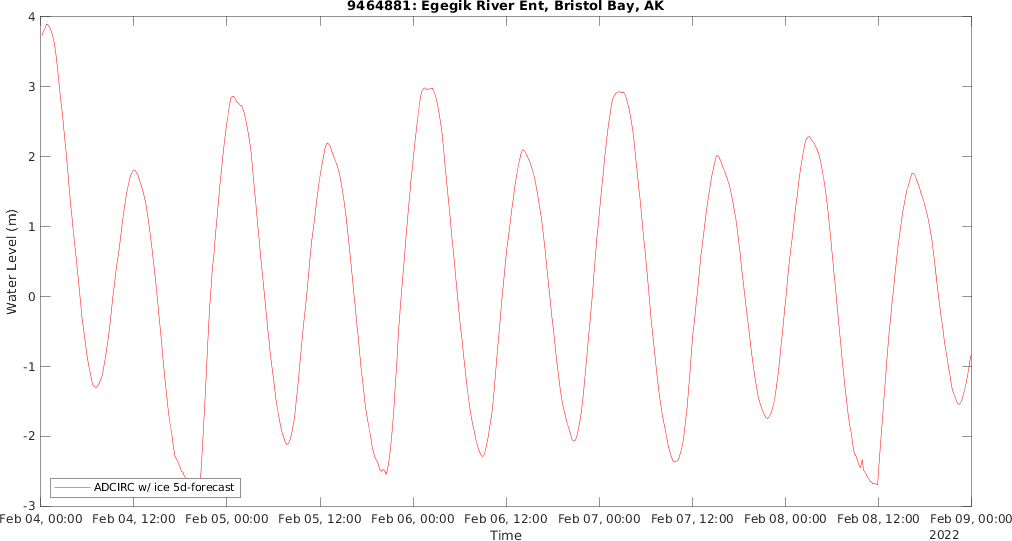 9464881: Egegik River Ent, Bristol Bay, AK
4
3
2
1
0
-1
-2
-3
Water Level (m)
ADCIRC w/ ice 5d-forecast
Feb 04, 00:00 Feb 04, 12:00 Feb 05, 00:00 Feb 05, 12:00 Feb 06, 00:00 Feb 06, 12:00 Feb 07, 00:00 Feb 07, 12:00 Feb 08, 00:00 Feb 08, 12:00 Feb 09, 00:00
Time
2022